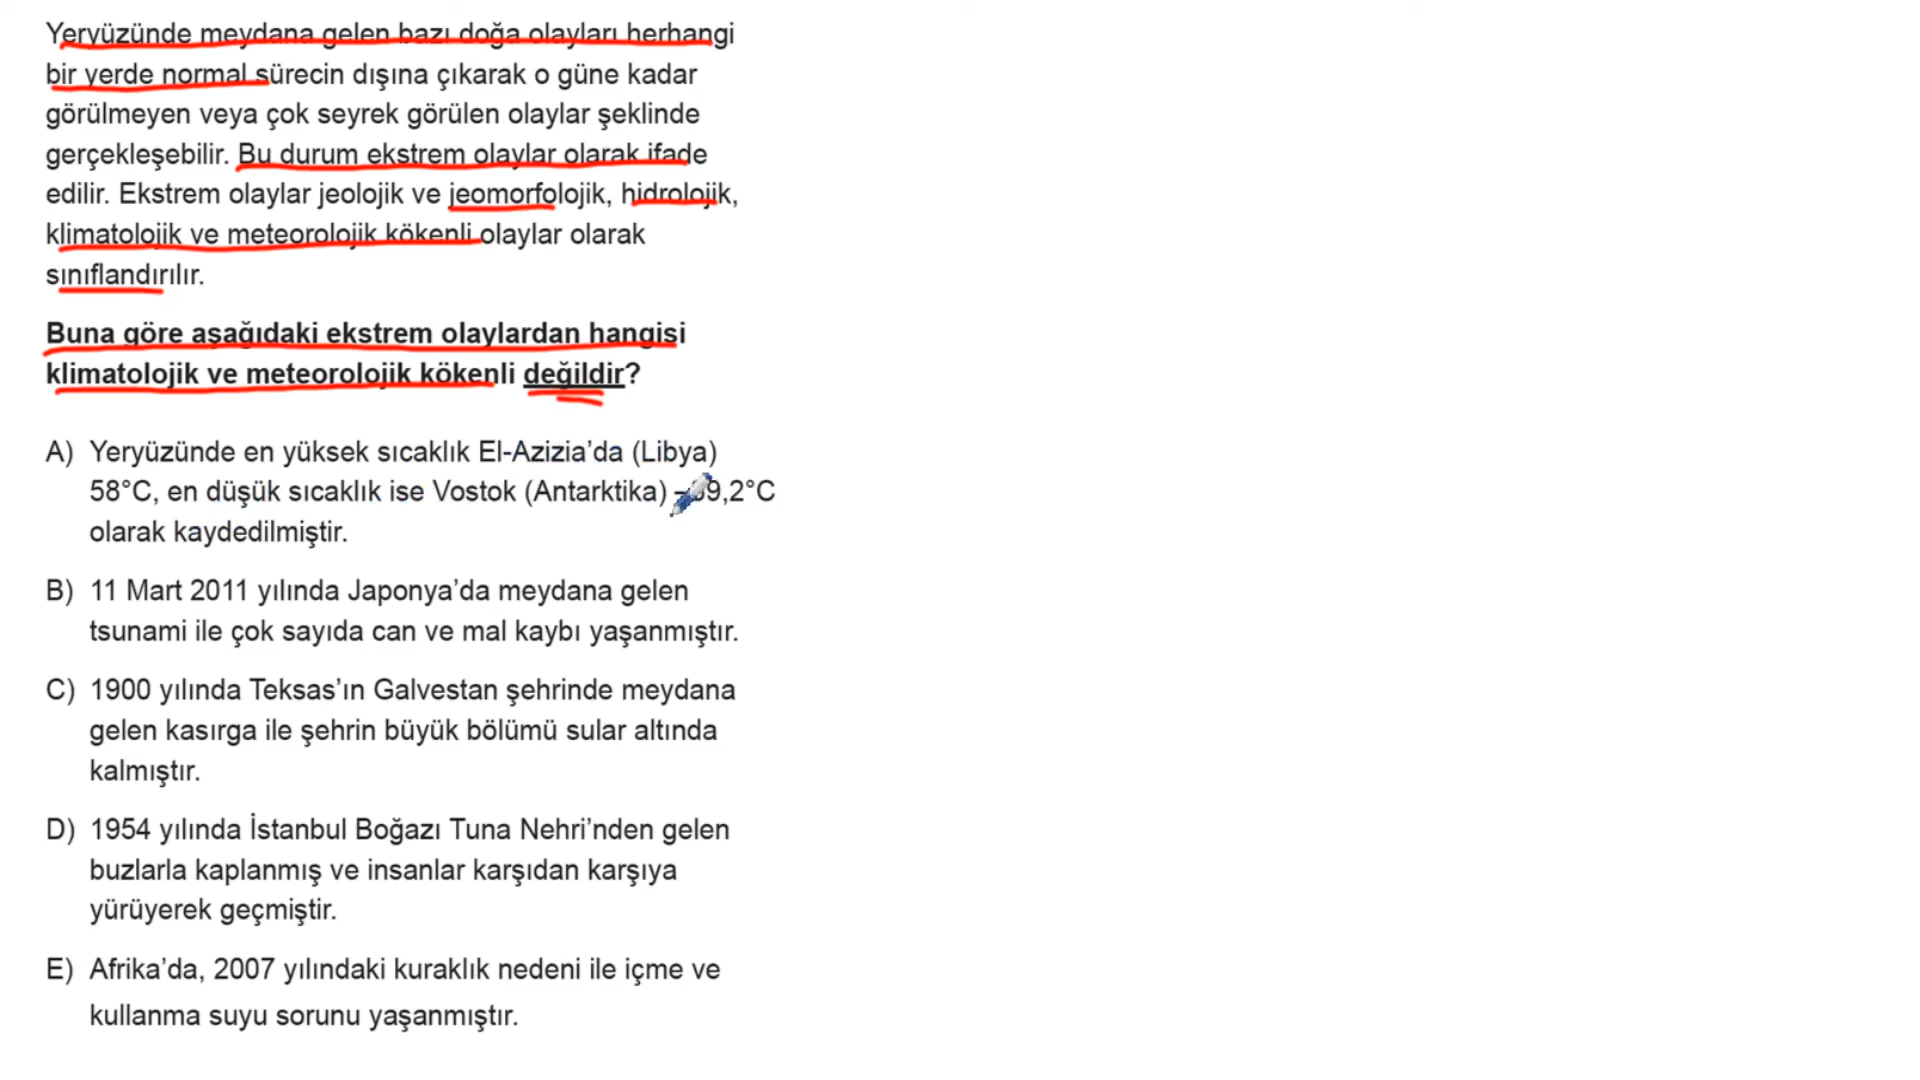 Yeryüzünde meydana gelen bazı doğa olayları herhangi
bir yerde normal sürecin dışına çıkarak o güne kadar
görülmeyen veya çok seyrek görülen olaylar şeklinde
gerçekleşebilir. Bu durum ekstrem olaylar olarak ifade
edilir. Ekstrem olaylar jeolojik ve jeomorfolojik, hidrolojik,
klimatolojik ve meteorolojik kökenli olaylar olarak
sınıflandırılır.
Buna göre aşağıdaki ekstrem olaylardan hangisi
klimatolojik ve meteorolojik kökenli değildir?
A) Yeryüzünde en yüksek sıcaklık El-Azizia’da (Libya)
58°C, en düşük sıcaklık ise Vostok (Antarktika)
olarak kaydedilmiştir.
B) 11 Mart 2011 yılında Japonya’da meydana gelen
tsunami ile çok sayıda can ve mal kaybı yaşanmıştır.
C) 1900 yılında Teksas’ın Galvestan şehrinde meydana
gelen kasırga ile şehrin büyük bölümü sular altında
kalmıştır.
D) 1954 yılında İstanbul Boğazı Tuna Nehri’nden gelen
buzlarla kaplanmış ve insanlar karşıdan karşıya
yürüyerek geçmiştir.
E) Afrika’da, 2007 yılındaki kuraklık nedeni ile içme ve
kullanma suyu sorunu yaşanmıştır.